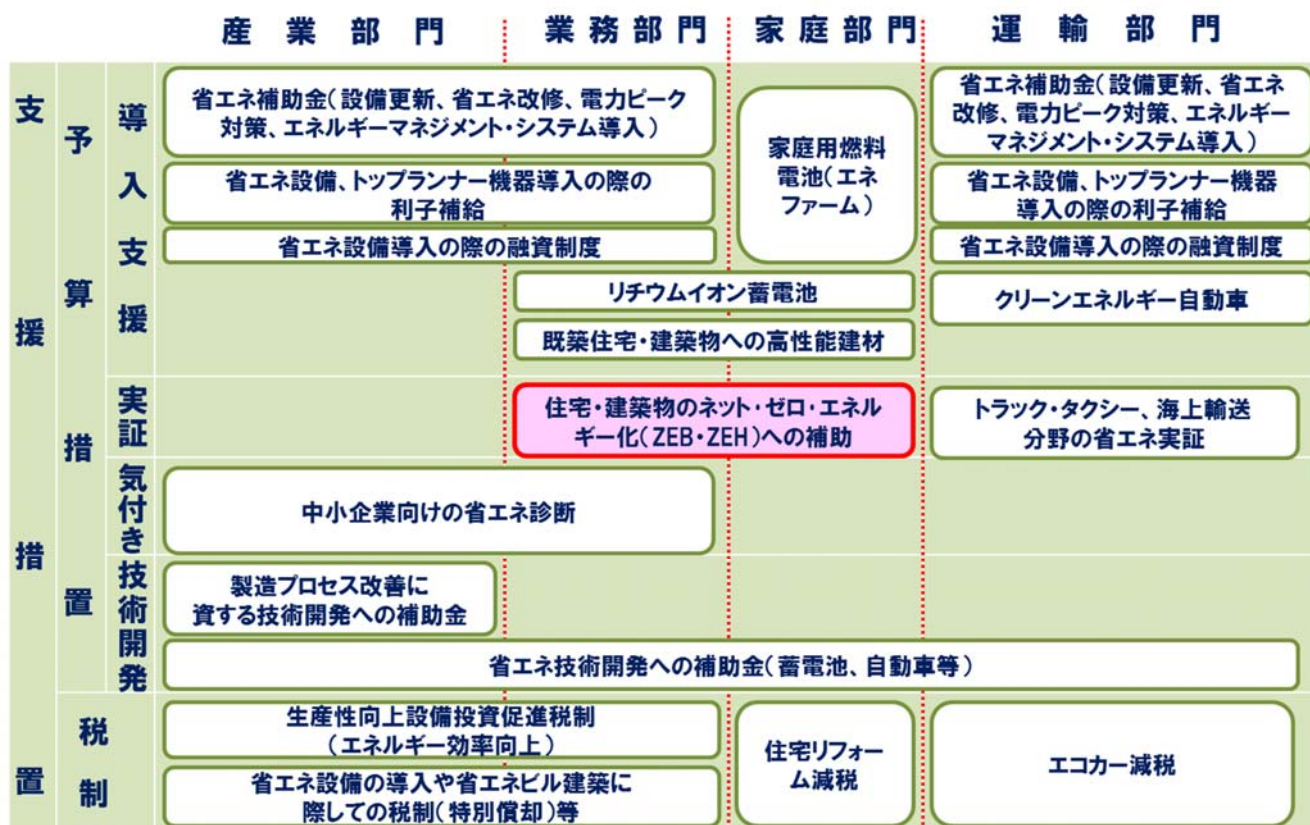 産業部門
業務部門
家庭部門
運輸部門
支援措置
予算措置
導入支援
省エネ補助金(設備更新、省エネ改修、電力ピーク
対策、エネルギーマネジメント・システム導入)
家庭用燃料
電池(エネ
ファーム)
省エネ補助金(設備更新、省エネ
改修、電力ピーク対策、エネルギー
マネジメント・システム導入)
省エネ設備、トップランナー機器導入の際の
利子補給
省エネ設備、トップランナー機器
導入の際の利子補給
省エネ設備導入の際の融資制度
省エネ設備導入の際の融資制度
リチウムイオン蓄電池
クリーンエネルギー自動車
既築住宅・建築物への高性能建材
実証
住宅・建築物のネット・ゼロ・エネル
ギー化(ZEB・ZEH)への補助
トラック・タクシー、海上輸送
分野の省エネ実証
気付き
中小企業向けの省エネ診断
技術開発
製造プロセス改善に
資する技術開発への補助金
省エネ技術開発への補助金(蓄電池、自動車等)
税制
生産性向上設備投資促進税制
(エネルギー効率向上)
住宅リフォー
ム減税
エコカー減税
省エネ設備の導入や省エネビル建築に
際しての税制(特別償却)等